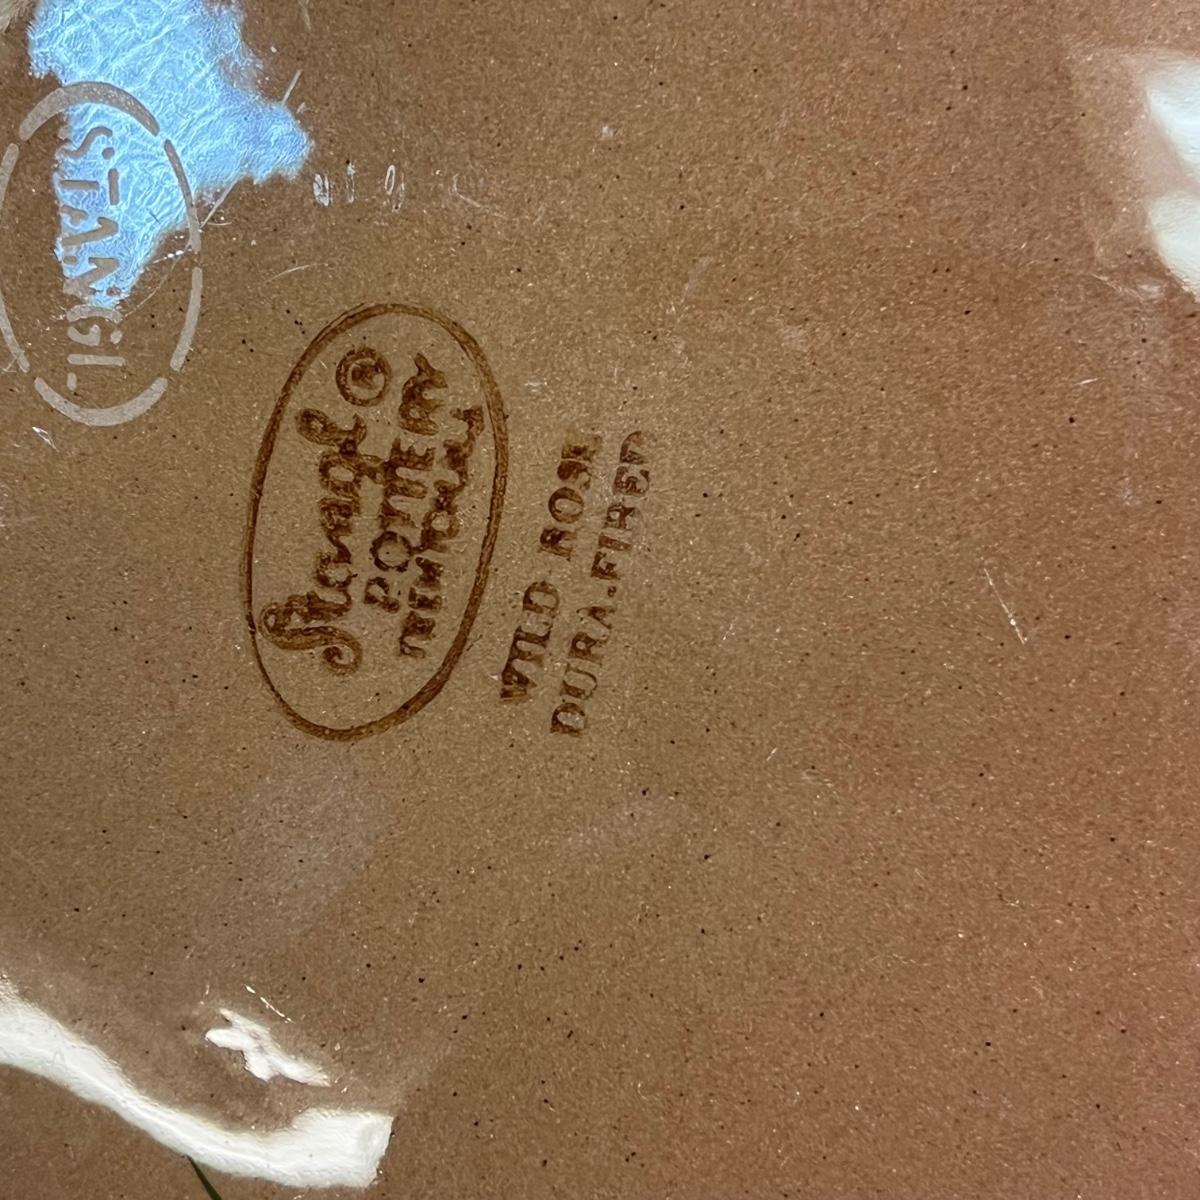 STANGL
Stangl ®
POTTERY
TRENTON, N.J.
WILD ROSE
DURA-FIRED